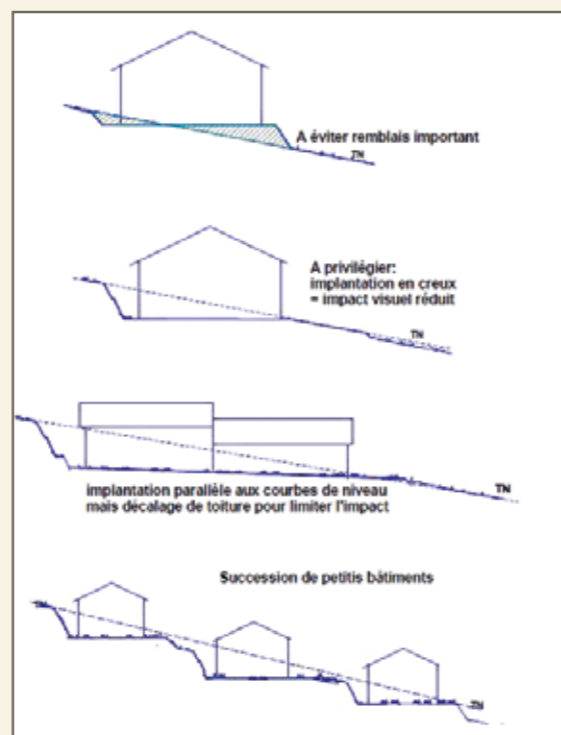 A éviter remblais important
TN
A privilégier:
implantation en creux
= impact visuel réduit
TN
TN
implantation parallèle aux courbes de niveau
mais décalage de toiture pour limiter l'impact
Succession de petitis bâtiments
TN
TN